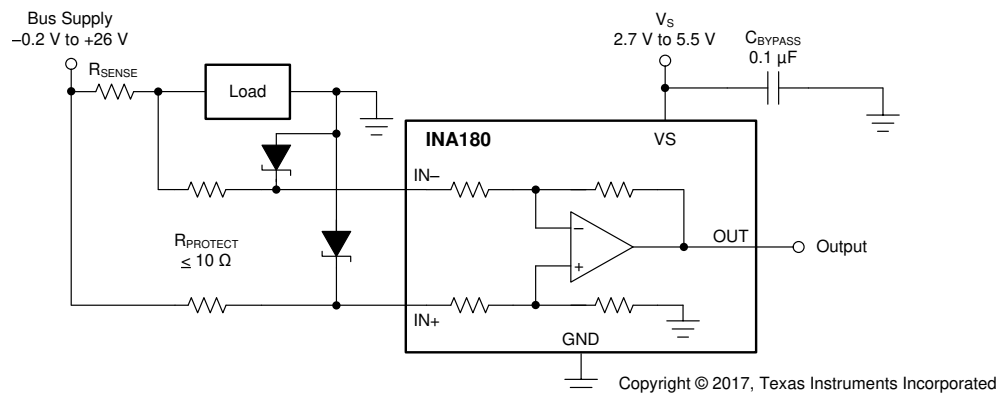 Bus Supply
–0.2 V to +26 V
RSENSE
Load
VS
2.7 V to 5.5 V
CBYPASS
0.1 µF
INA180
VS
IN–
RPROTECT
≤ 10 Ω
–
+
OUT
Output
IN+
GND
Copyright © 2017, Texas Instruments Incorporated